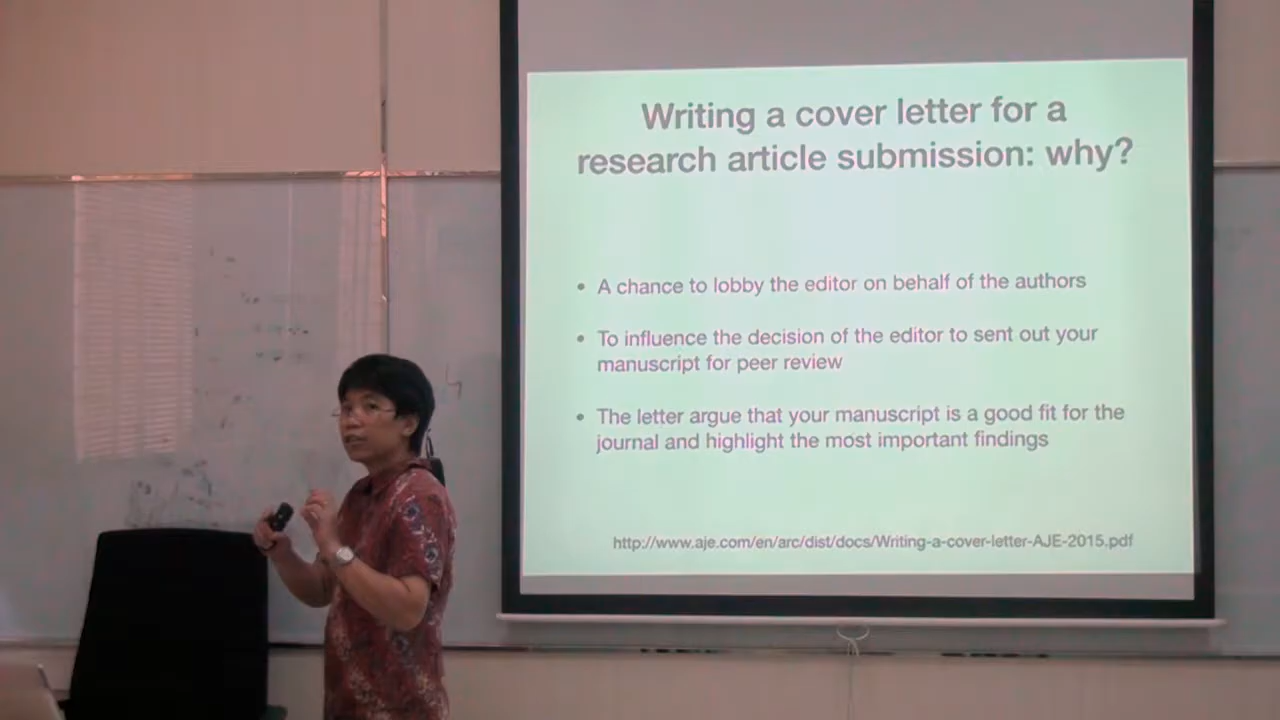 Writing a cover letter for a
research article submission: why?
• A chance to lobby the editor on behalf of the authors
• To influence the decision of the editor to sent out your
manuscript for peer review
• The letter argue that your manuscript is a good fit for the
journal and highlight the most important findings
http://www.aje.com/en/arc/dist/docs/Writing-a-cover-letter-AJE-2015.pdf